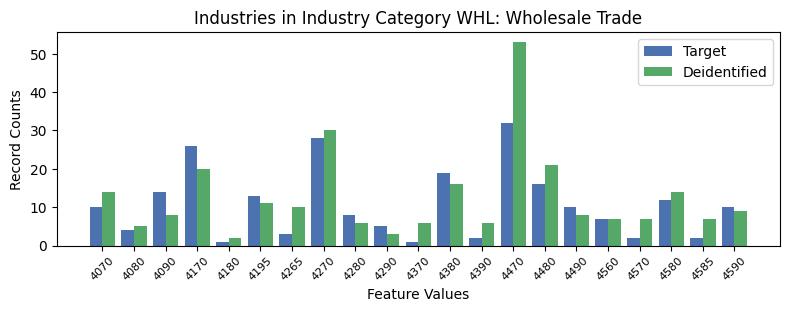 Industries in Industry Category WHL: Wholesale Trade
Target
Deidentified
Record Counts
50
40
30
20
10
0
4070 4080 4090 4170 4180 4195 4265 4270 4280 4290 4370 4380 4390 4470 4480 4490 4560 4570 4580 4585 4590
Feature Values